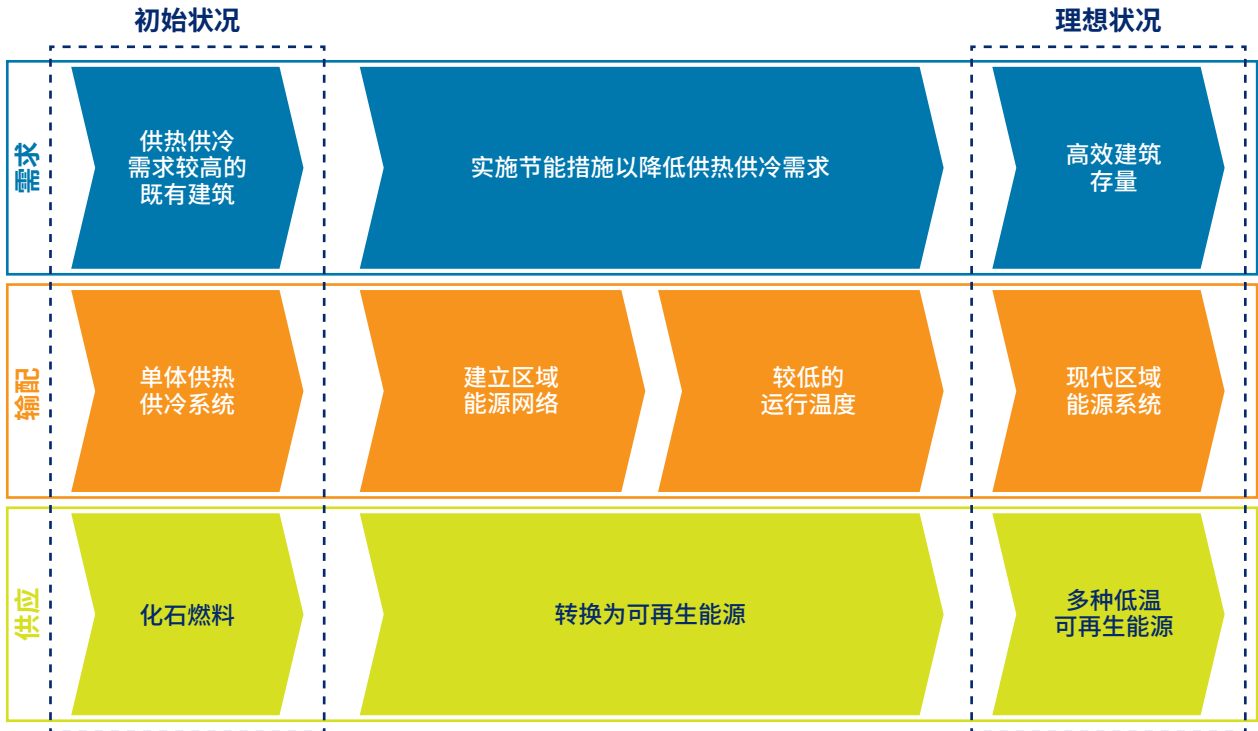 初始状况
理想状况
需求
供热供冷
需求较高的
既有建筑
实施节能措施以降低供热供冷需求
高效建筑
存量
输配
单体供热
供冷系统
建立区域
能源网络
较低的
运行温度
现代区域
能源系统
供应
化石燃料
转换为可再生能源
多种低温
可再生能源